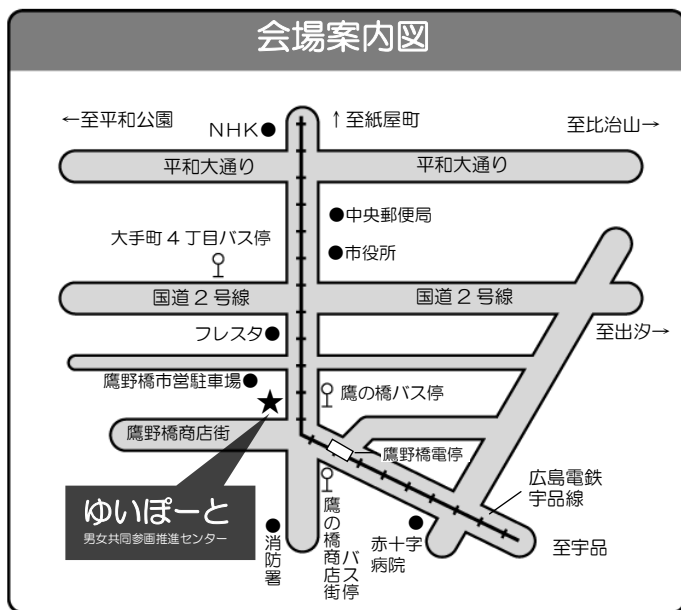 会場案内図
←至平和公園
NHK●
↑至紙屋町
至比治山→
平和大通り
平和大通り
●中央郵便局
大手町4丁目バス停
●市役所
国道2号線
国道2号線
フレスタ●
至出汐→
鷹野橋市営駐車場●
★
鷹の橋バス停
鷹野橋商店街
鷹野橋電停
ゆいぽーと
男女共同参画推進センター
広島電鉄
宇品線
●消防署
鷹の橋商店街
バス停
●
赤十字
病院
至宇品